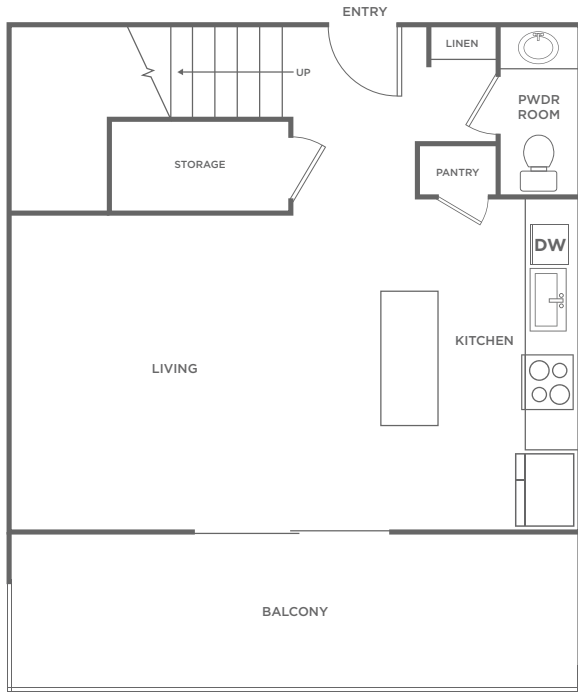 ENTRY
LINEN
UP
PWDR
ROOM
STORAGE
PANTRY
DW
KITCHEN
LIVING
BALCONY